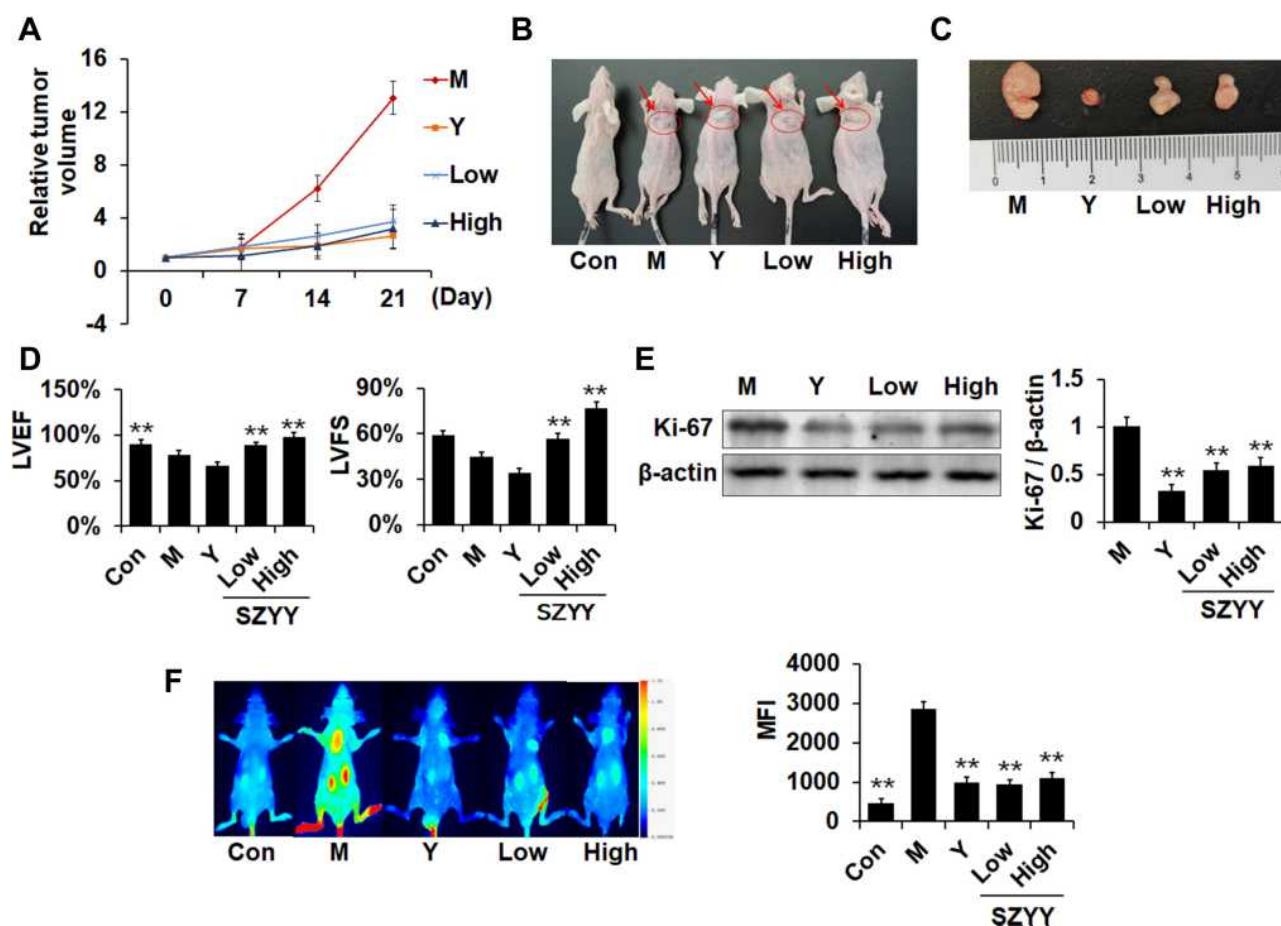 A
Relative tumor
volume
16
12
8
4
0
-4
0 7 14 21 (Day)
M
Y
Low
High
B
Con M Y Low High
C
0 1 2 3 4 5
M Y Low High
D
LVEF
150%
100%
50%
0%
** ** **
Con M Y Low High
SZYY
LVFS
90%
60%
30%
0%
** **
Con M Y Low High
SZYY
E
M Y Low High
Ki-67
β-actin
Ki-67 / β-actin
1.5
1
0.5
0
** ** **
M Y Low High
SZYY
F
Con M Y Low High
MFI
4000
3000
2000
1000
0
** ** ** **
Con M Y Low High
SZYY